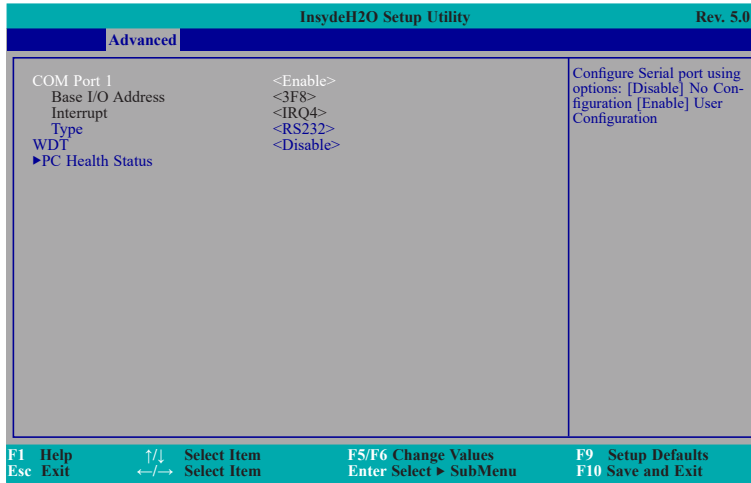 InsydeH2O Setup Utility Rev. 5.0
Advanced
COM Port 1 <Enable>
Base I/O Address <3F8>
Interrupt <IRQ4>
Type <RS232>
WDT <Disable>
▶PC Health Status
Configure Serial port using
options: [Disable] No Con-
figuration [Enable] User
Configuration
F1 Help ↑/↓ Select Item F5/F6 Change Values F9 Setup Defaults
Esc Exit ←/→ Select Item Enter Select ▶ SubMenu F10 Save and Exit